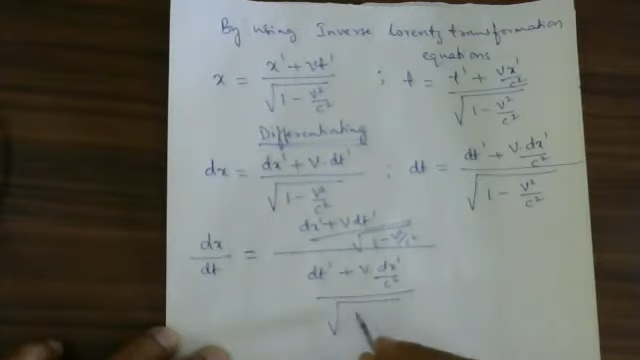 By using Inverse Lorentz transformation
equations
x = (x' + Vt') / √(1 - V²/c²) ; t = (t' + Vx'/c²) / √(1 - V²/c²)
Differentiating
dx = (dx' + V·dt') / √(1 - V²/c²) ; dt = (dt' + V·dx'/c²) / √(1 - V²/c²)
dx/dt = ((dx' + Vdt') / √(1 - V²/c²)) / ((dt' + V·dx'/c²) / √